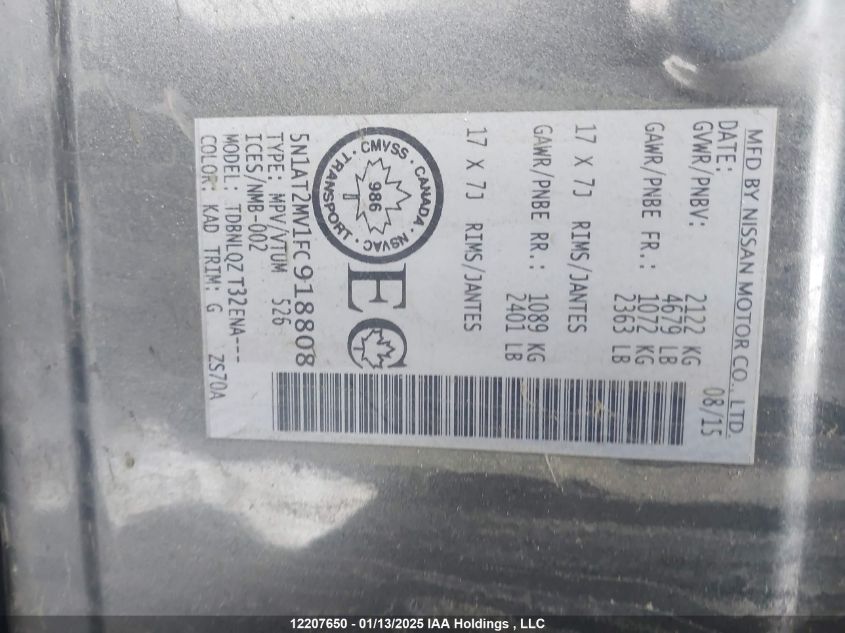 MFD BY NISSAN MOTOR CO., LTD.
DATE: 08/15
GVWR/PNBV: 2122 KG
4679 LB
GAWR/PNBE FR.: 1072 KG
2363 LB
17 X 7J RIMS/JANTES
GAWR/PNBE RR.: 1089 KG
2401 LB
17 X 7J RIMS/JANTES
CMVSS · CANADA · NSVAC · TRANSPORT ·
986
EC
5N1AT2MV1FC918808
TYPE: MPV/VTUM 526
ICES/NMB-002
MODEL: TDBNLQZ T32ENA---
COLOR: KAD TRIM: G ZS70A
12207650 - 01/13/2025 IAA Holdings , LLC